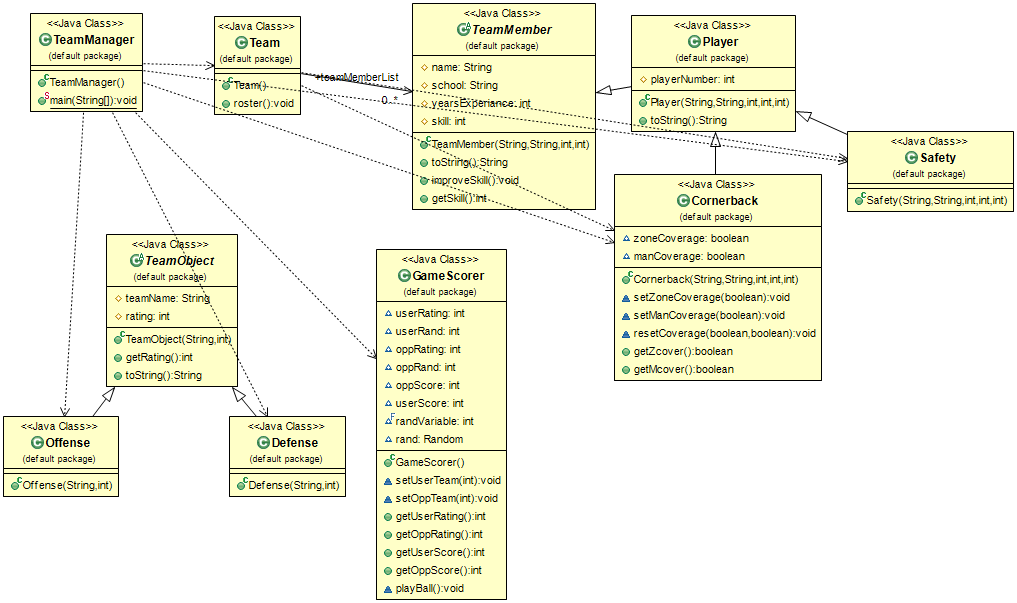 <<Java Class>>
TeamManager
(default package)
TeamManager()
main(String[]):void
<<Java Class>>
Team
(default package)
Team()
roster():void
+teamMemberList
0..*
<<Java Class>>
TeamMember
(default package)
name: String
school: String
yearsExperiance: int
skill: int
TeamMember(String,String,int,int)
toString():String
improveSkill():void
getSkill():int
<<Java Class>>
Player
(default package)
playerNumber: int
Player(String,String,int,int,int)
toString():String
<<Java Class>>
Safety
(default package)
Safety(String,String,int,int,int)
<<Java Class>>
Cornerback
(default package)
zoneCoverage: boolean
manCoverage: boolean
Cornerback(String,String,int,int,int)
setZoneCoverage(boolean):void
setManCoverage(boolean):void
resetCoverage(boolean,boolean):void
getZcover():boolean
getMcover():boolean
<<Java Class>>
TeamObject
(default package)
teamName: String
rating: int
TeamObject(String,int)
getRating():int
toString():String
<<Java Class>>
GameScorer
(default package)
userRating: int
userRand: int
oppRating: int
oppRand: int
oppScore: int
userScore: int
randVariable: int
rand: Random
GameScorer()
setUserTeam(int):void
setOppTeam(int):void
getUserRating():int
getOppRating():int
getUserScore():int
getOppScore():int
playBall():void
<<Java Class>>
Offense
(default package)
Offense(String,int)
<<Java Class>>
Defense
(default package)
Defense(String,int)